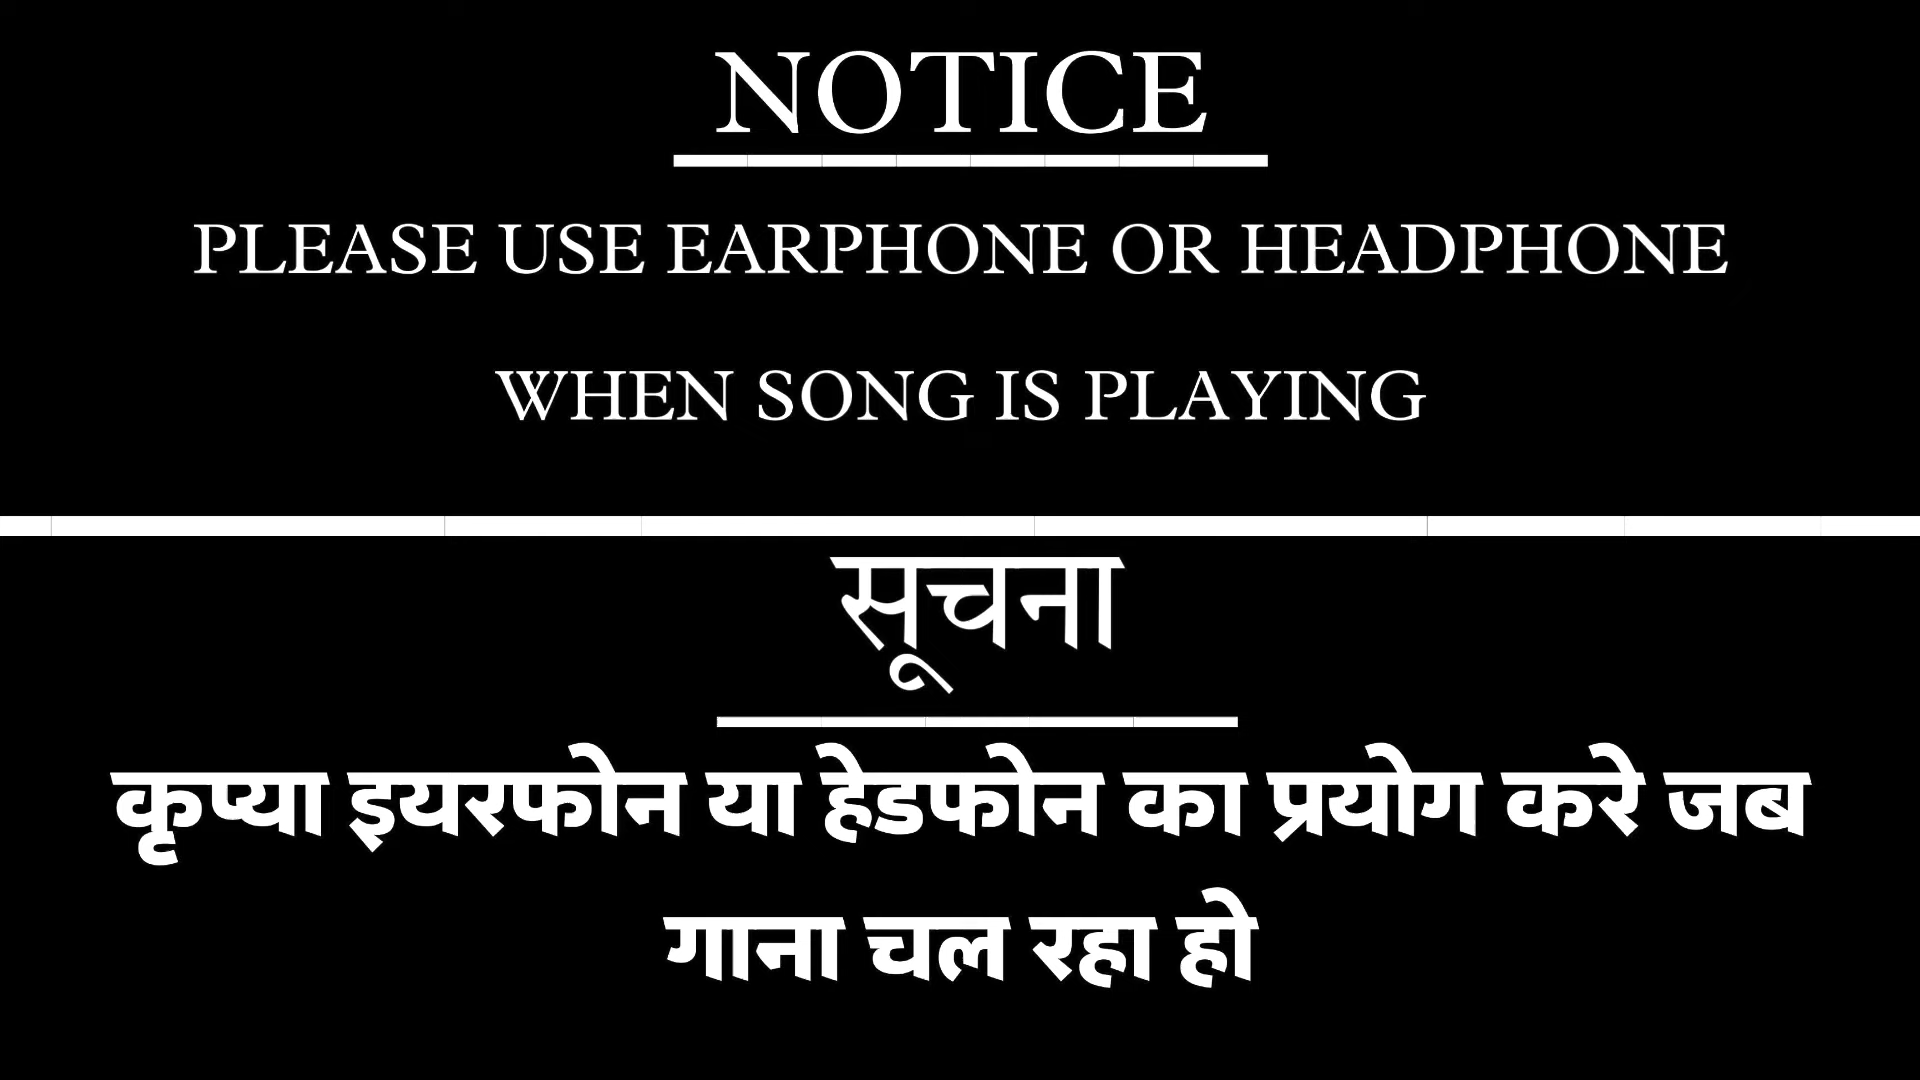 NOTICE
PLEASE USE EARPHONE OR HEADPHONE
WHEN SONG IS PLAYING
सूचना
कृप्या इयरफोन या हेडफोन का प्रयोग करे जब
गाना चल रहा हो